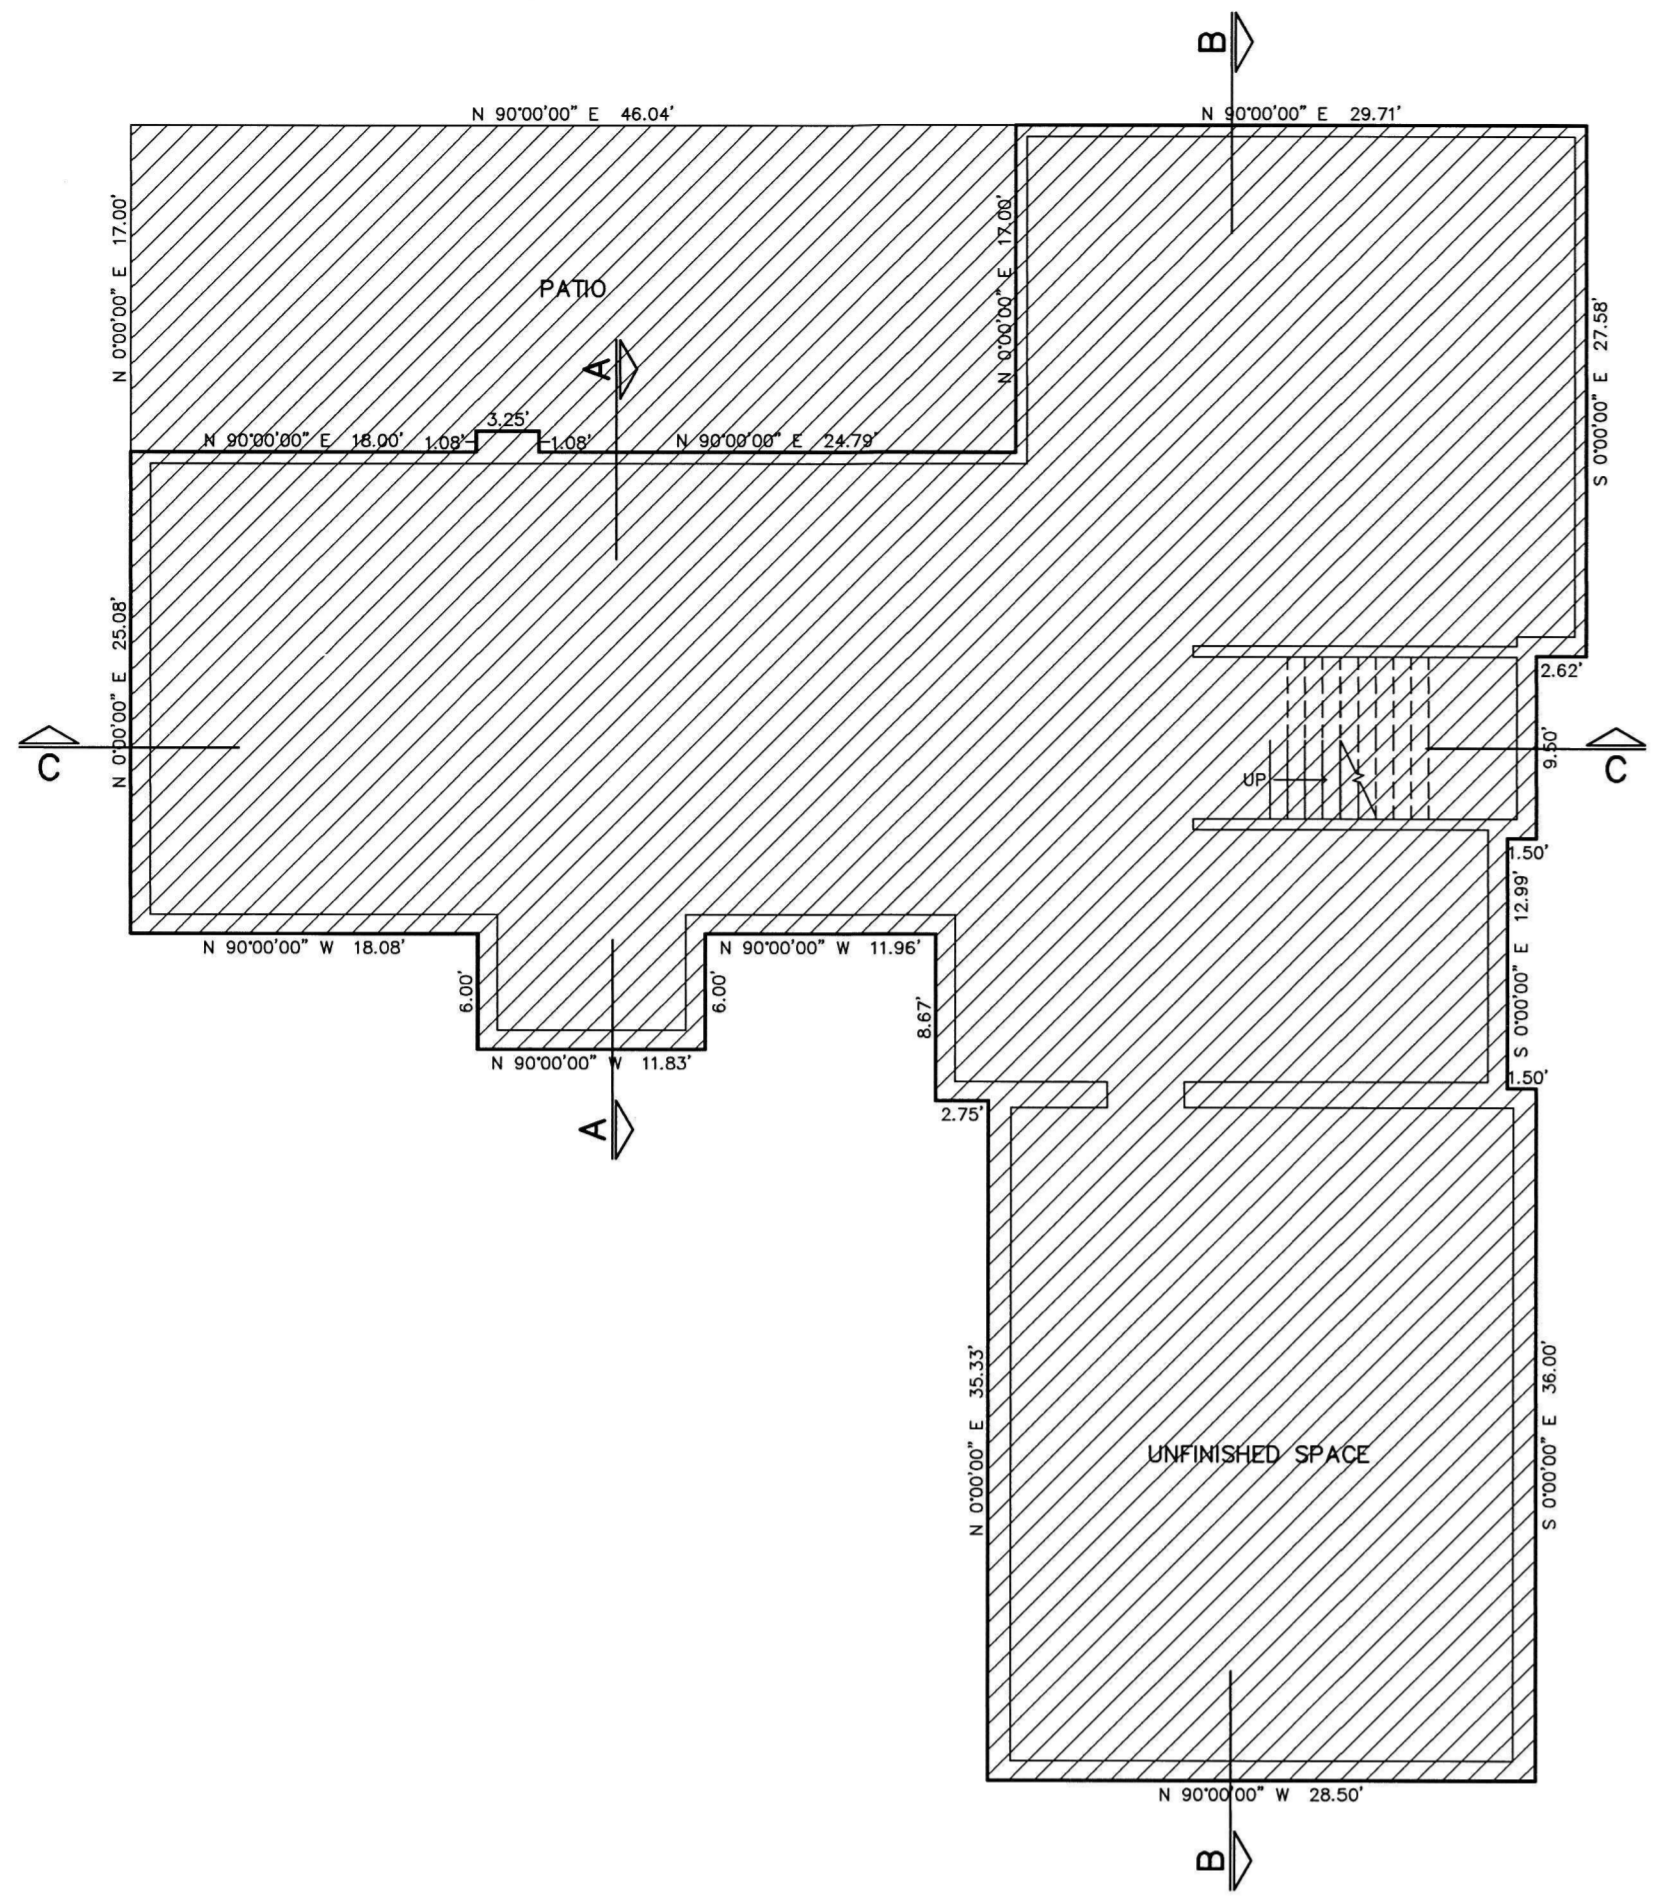 B
N 90°00'00" E 46.04'
N 90°00'00" E 29.71'
N 0°00'00" E 17.00'
N 0°00'00" E 17.00'
PATIO
A
S 0°00'00" E 27.58'
3.25'
N 90°00'00" E 18.00'
1.08'
1.08'
N 90°00'00" E 24.79'
N 0°00'00" E 25.08'
2.62'
9.50'
C
UP
C
1.50'
S 0°00'00" E 12.99'
N 90°00'00" W 18.08'
N 90°00'00" W 11.96'
6.00'
6.00'
8.67'
N 90°00'00" W 11.83'
1.50'
2.75'
A
N 0°00'00" E 35.33'
S 0°00'00" E 36.00'
UNFINISHED SPACE
N 90°00'00" W 28.50'
B